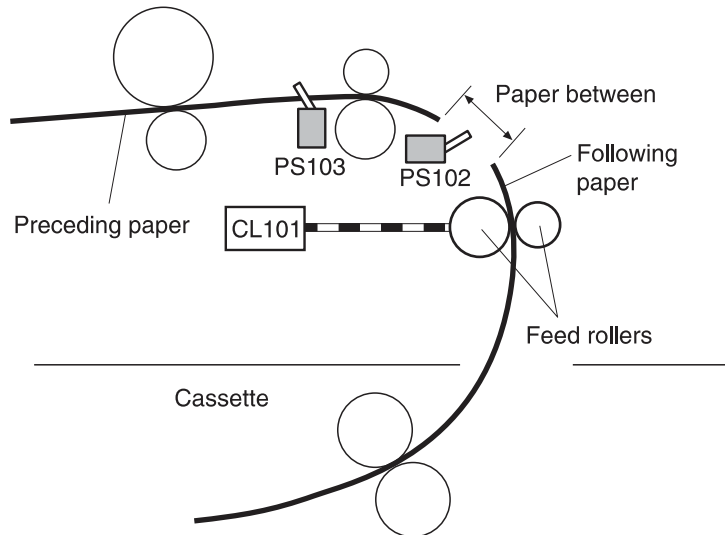 Paper between
PS103
PS102
Following
paper
Preceding paper
CL101
Feed rollers
Cassette